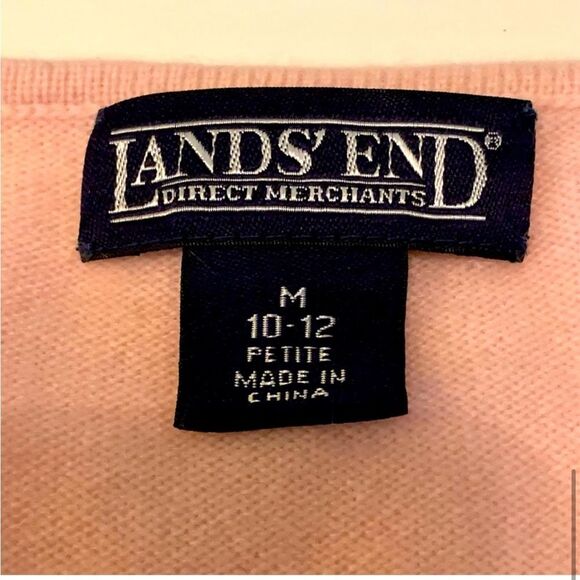 LANDS' END®
DIRECT MERCHANTS
M
10-12
PETITE
MADE IN
CHINA